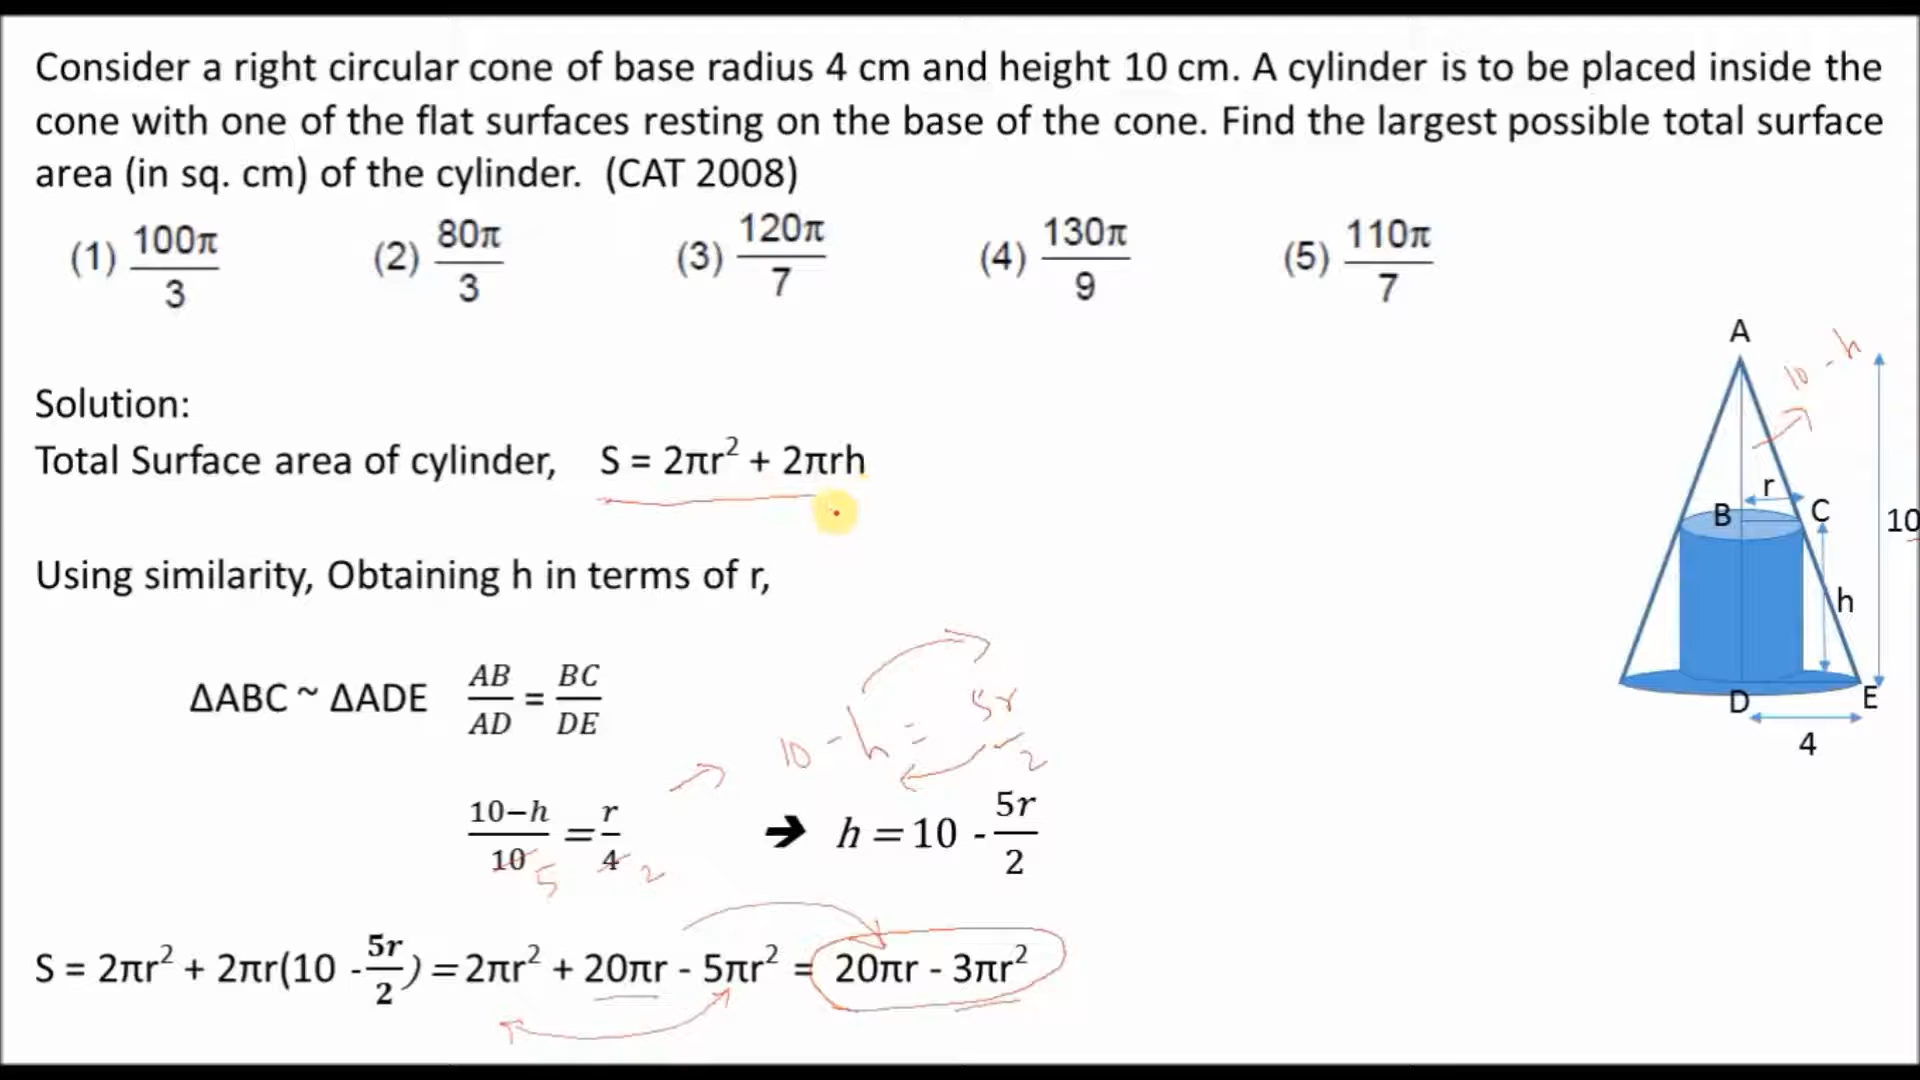 Consider a right circular cone of base radius 4 cm and height 10 cm. A cylinder is to be placed inside the
cone with one of the flat surfaces resting on the base of the cone. Find the largest possible total surface
area (in sq. cm) of the cylinder. (CAT 2008)
(1) 100π/3 (2) 80π/3 (3) 120π/7 (4) 130π/9 (5) 110π/7
Solution:
Total Surface area of cylinder, S = 2πr² + 2πrh
Using similarity, Obtaining h in terms of r,
ΔABC ~ ΔADE AB/AD = BC/DE
10 - h = 5r/2
10−h/10 = r/4 ➔ h = 10 - 5r/2
5 2
S = 2πr² + 2πr(10 - 5r/2) = 2πr² + 20πr - 5πr² = 20πr - 3πr²
A
10 - h
r
B
C
10
h
D
E
4